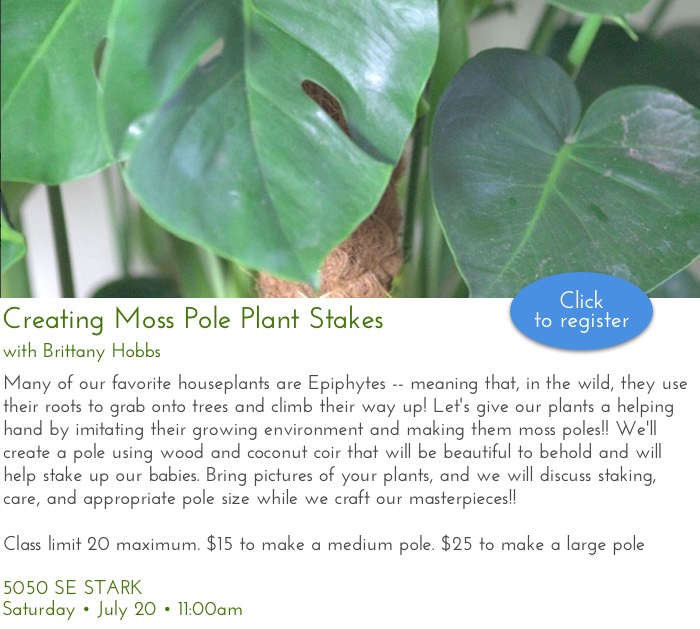 Click
to register
Creating Moss Pole Plant Stakes
with Brittany Hobbs
Many of our favorite houseplants are Epiphytes -- meaning that, in the wild, they use
their roots to grab onto trees and climb their way up! Let's give our plants a helping
hand by imitating their growing environment and making them moss poles!! We'll
create a pole using wood and coconut coir that will be beautiful to behold and will
help stake up our babies. Bring pictures of your plants, and we will discuss staking,
care, and appropriate pole size while we craft our masterpieces!!
Class limit 20 maximum. $15 to make a medium pole. $25 to make a large pole
5050 SE STARK
Saturday • July 20 • 11:00am